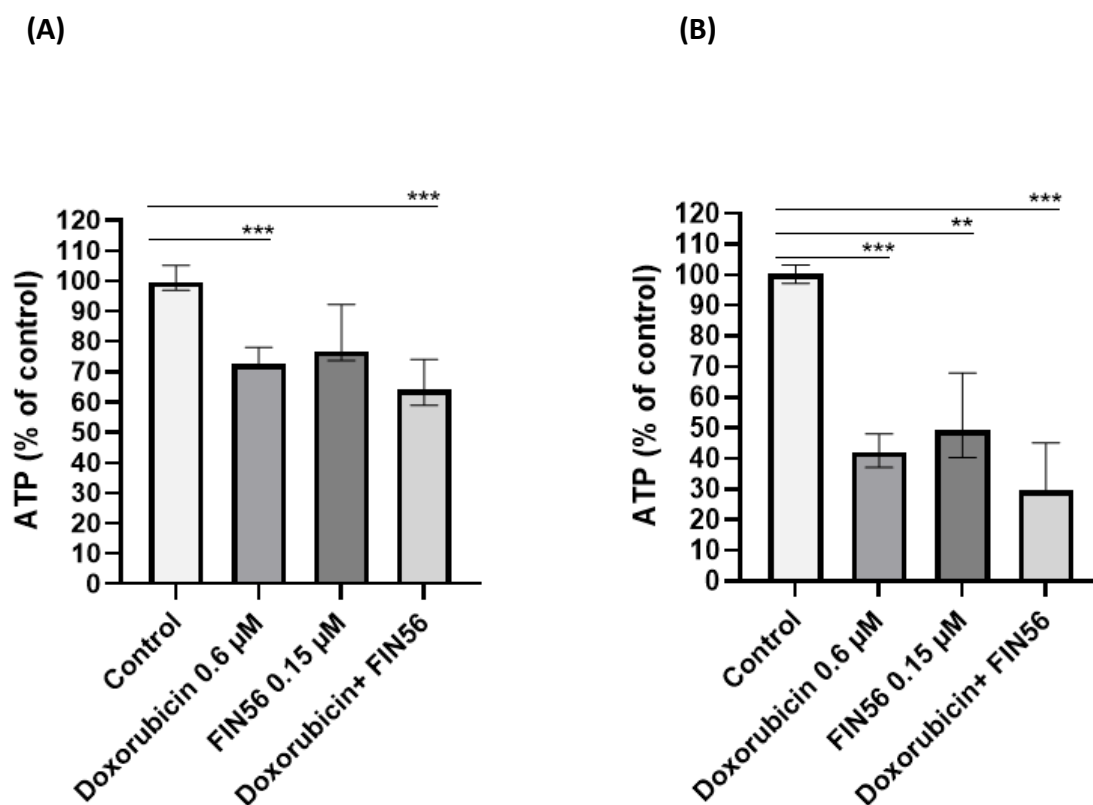 (A)
(B)
***
***
120
110
100
90
80
70
60
50
40
30
20
10
0
ATP (% of control)
Control
Doxorubicin 0.6 µM
FIN56 0.15 µM
Doxorubicin+ FIN56
***
**
***
120
110
100
90
80
70
60
50
40
30
20
10
0
ATP (% of control)
Control
Doxorubicin 0.6 µM
FIN56 0.15 µM
Doxorubicin+ FIN56